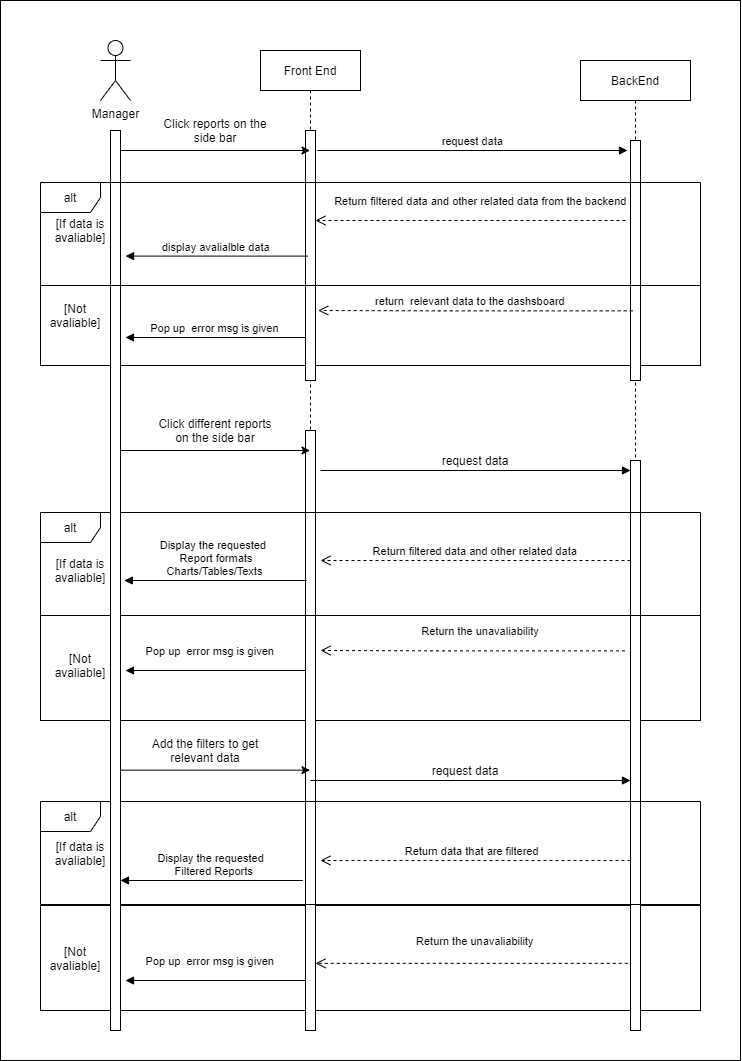 Front End
BackEnd
Manager
Click reports on the
side bar
request data
alt
[If data is
avaliable]
Return filtered data and other related data from the backend
display avalialble data
[Not
avaliable]
return  relevant data to the dashsboard
Pop up  error msg is given
Click different reports
on the side bar
request data
alt
[If data is
avaliable]
Display the requested
Report formats
Charts/Tables/Texts
Return filtered data and other related data
[Not
avaliable]
Pop up  error msg is given
Return the unavaliability
Add the filters to get
relevant data
request data
alt
[If data is
avaliable]
Display the requested
Filtered Reports
Return data that are filtered
[Not
avaliable]
Pop up  error msg is given
Return the unavaliability